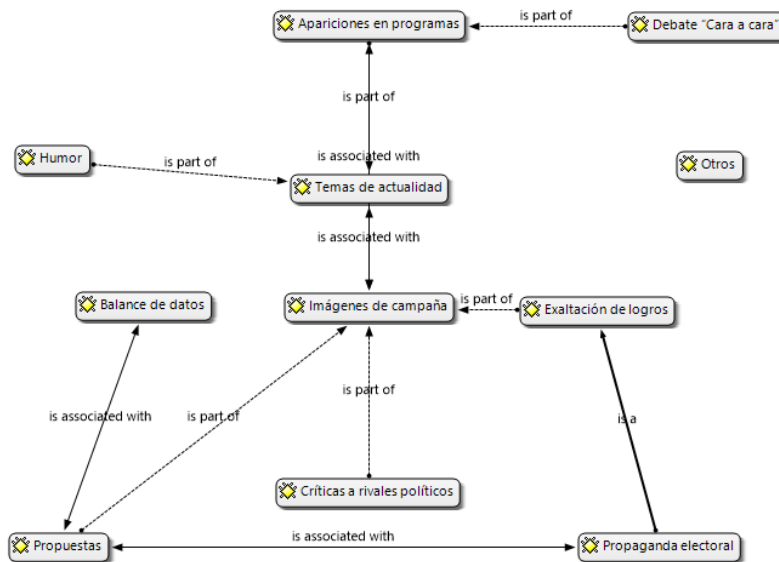 Apariciones en programas
is part of
Debate "Cara a cara"
is part of
Humor
is part of
is associated with
Otros
Temas de actualidad
is associated with
Balance de datos
Imágenes de campaña
is part of
Exaltación de logros
is associated with
is part of
is part of
is a
Críticas a rivales políticos
Propuestas
is associated with
Propaganda electoral